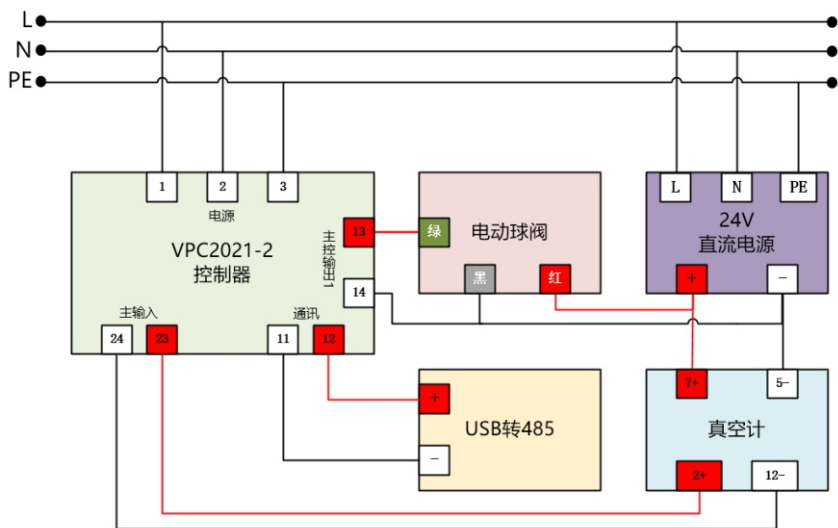 L
N
PE
1
2
3
电源
VPC2021-2
控制器
主控输出1
13
14
主输入
通讯
24
23
11
12
绿
电动球阀
黑
红
L
N
PE
24V
直流电源
+
−
+
USB转485
−
7+
5-
真空计
2+
12-